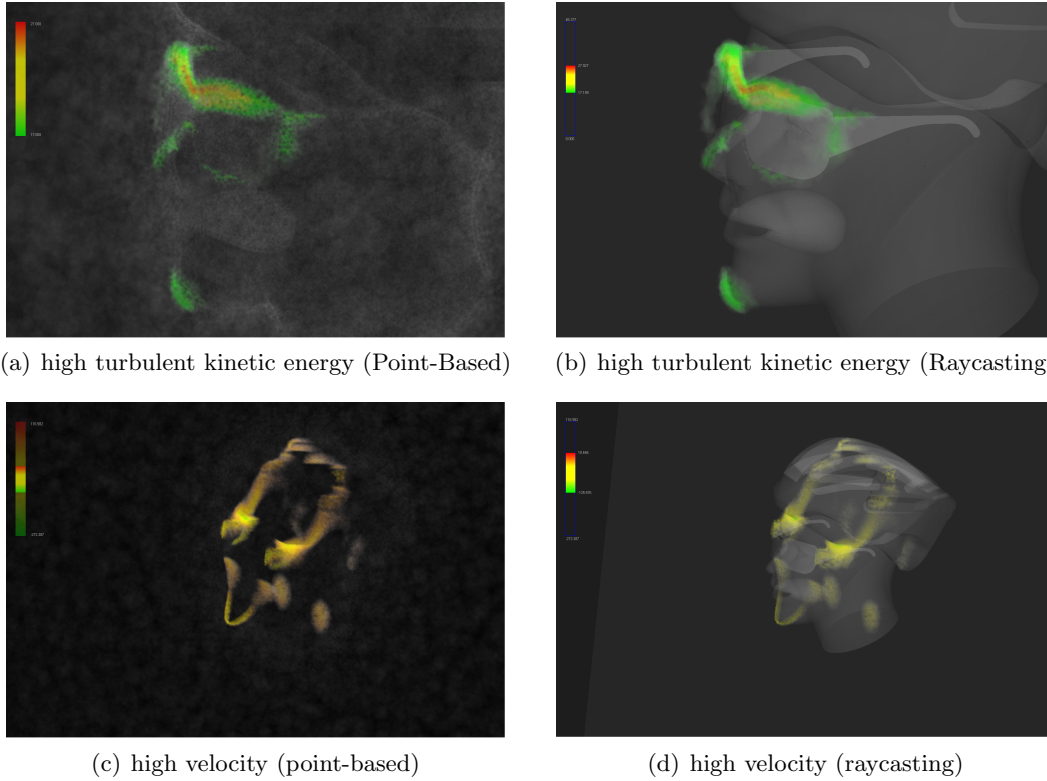 (a) high turbulent kinetic energy (Point-Based)
(b) high turbulent kinetic energy (Raycasting
(c) high velocity (point-based)
(d) high velocity (raycasting)